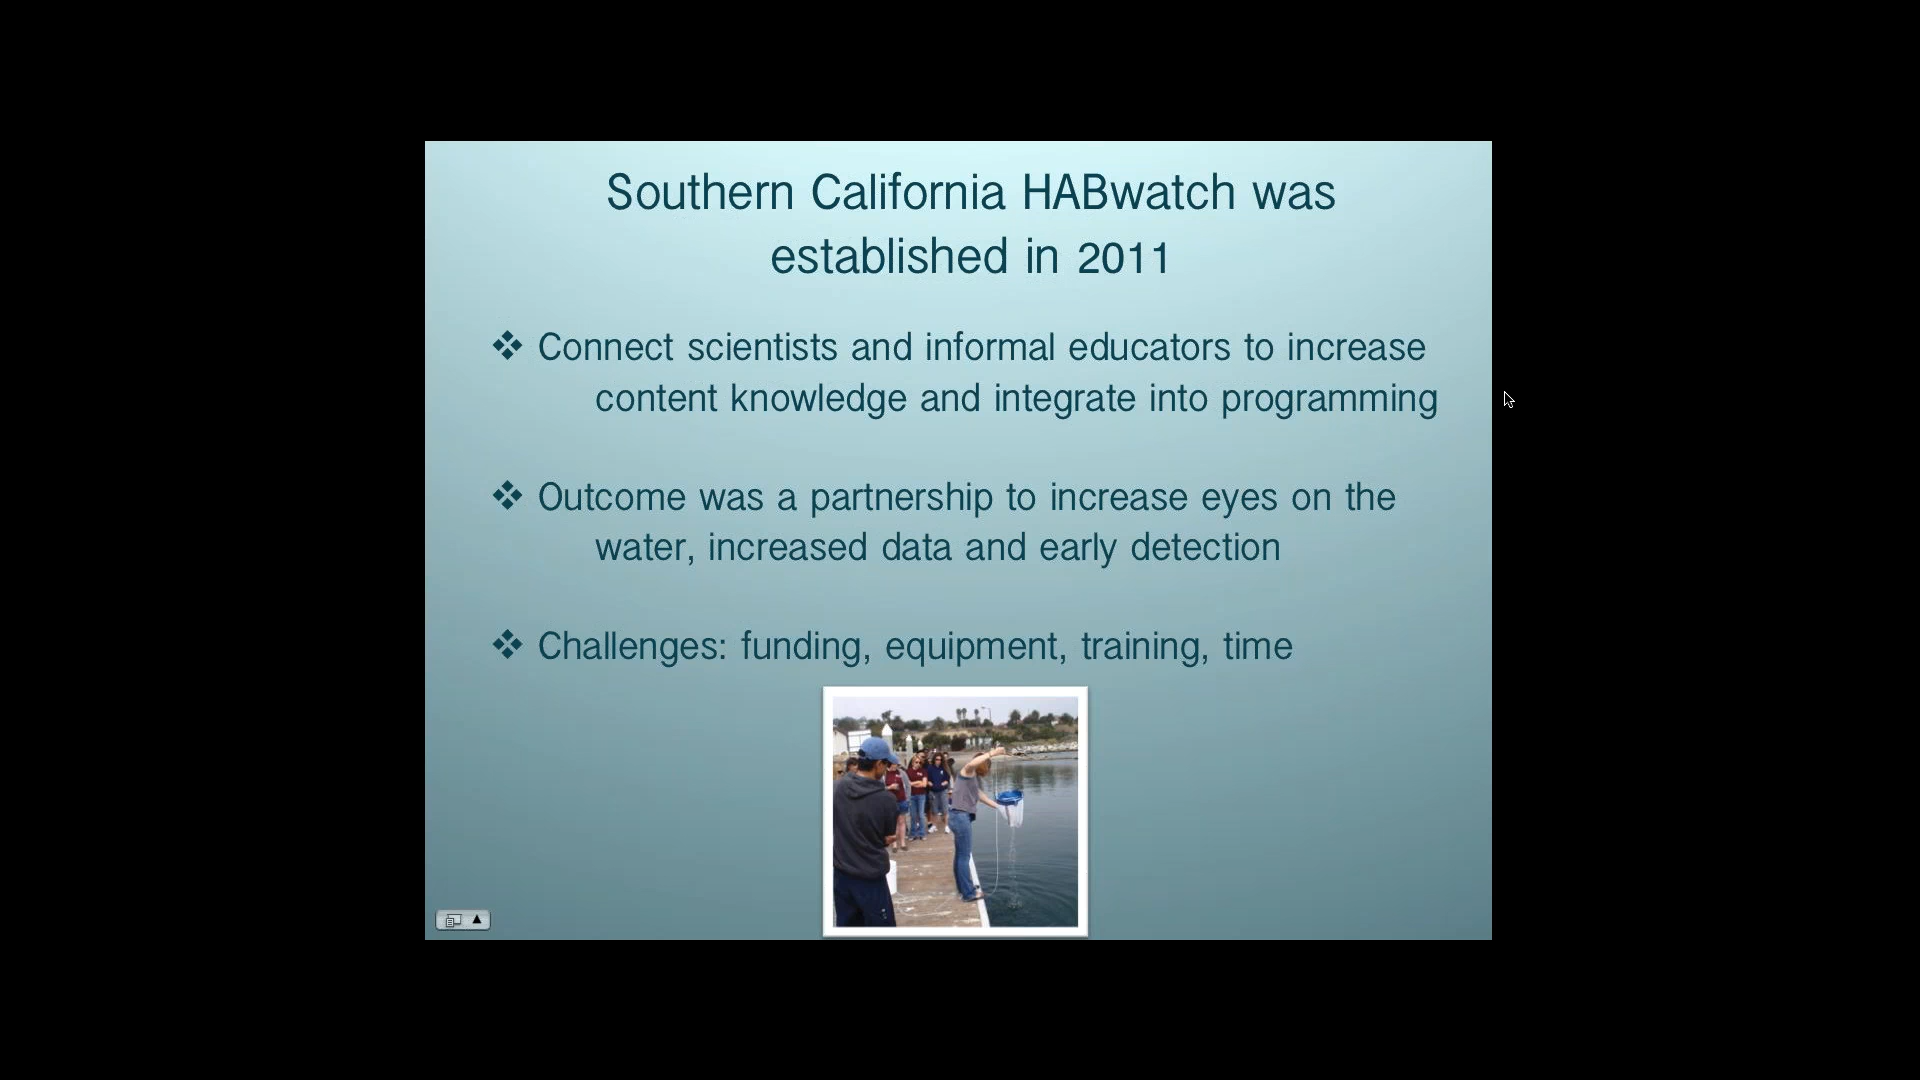 Southern California HABwatch was
established in 2011
❖ Connect scientists and informal educators to increase
content knowledge and integrate into programming
❖ Outcome was a partnership to increase eyes on the
water, increased data and early detection
❖ Challenges: funding, equipment, training, time